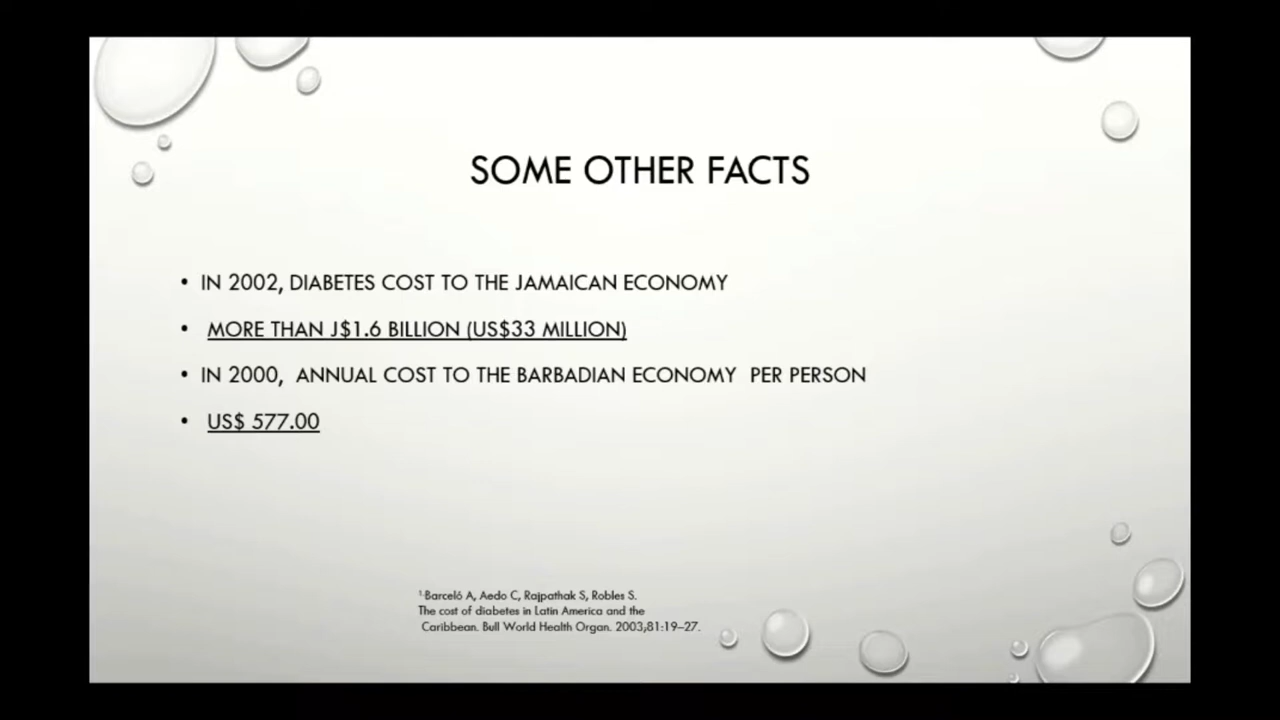 SOME OTHER FACTS
• IN 2002, DIABETES COST TO THE JAMAICAN ECONOMY
• MORE THAN J$1.6 BILLION (US$33 MILLION)
• IN 2000, ANNUAL COST TO THE BARBADIAN ECONOMY PER PERSON
• US$ 577.00
1. Barceló A, Aedo C, Rajpathak S, Robles S.
The cost of diabetes in Latin America and the
Caribbean. Bull World Health Organ. 2003;81:19–27.